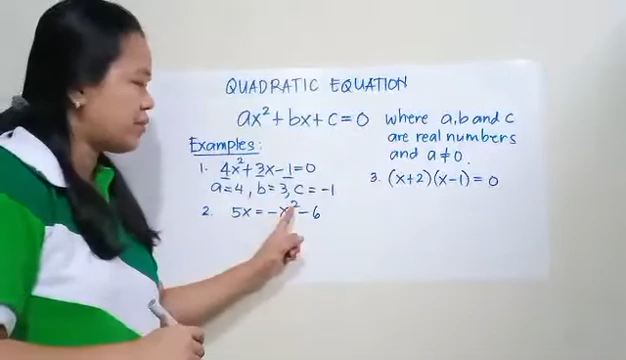 QUADRATIC EQUATION
ax²+bx+c=0
where a,b and c
are real numbers
and a≠0.
Examples:
1. 4x²+3x-1=0
a=4, b=3, c=-1
2. 5x=-x²-6
3. (x+2)(x-1)=0